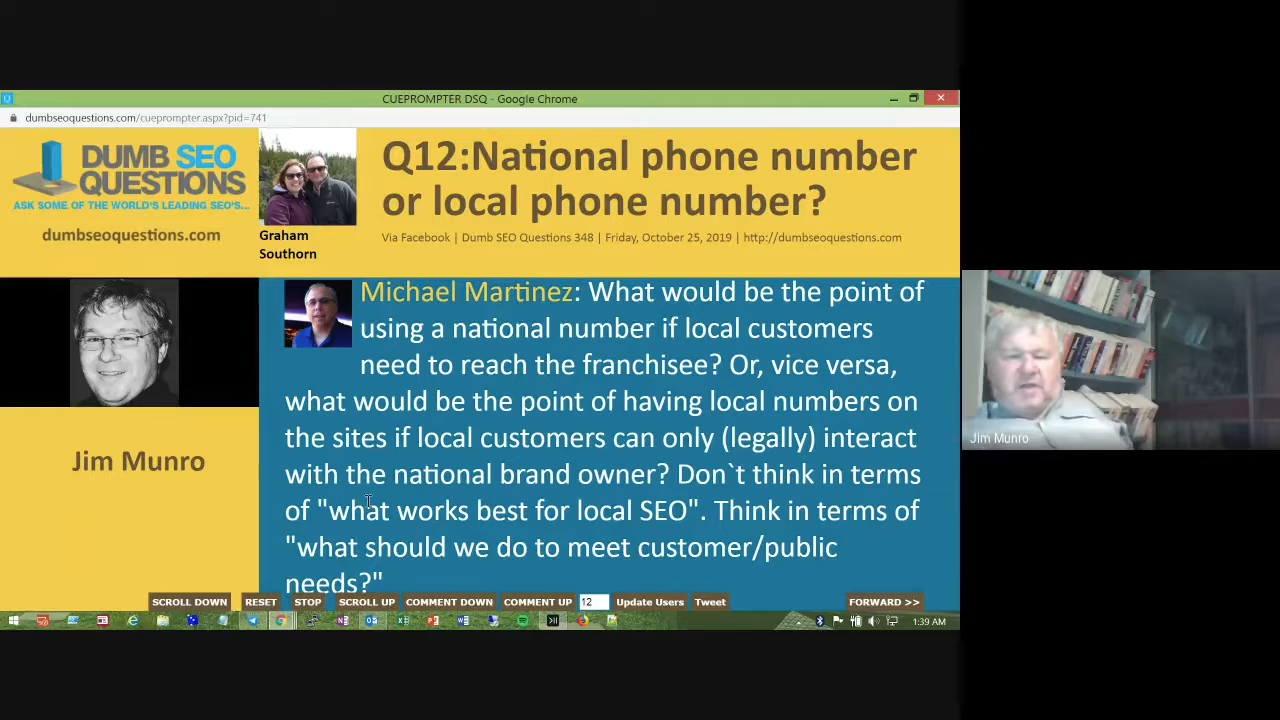 CUEPROMPTER DSQ - Google Chrome
dumbseoquestions.com/cueprompter.aspx?pid=741
DUMB SEO
QUESTIONS
ASK SOME OF THE WORLD'S LEADING SEO'S...
dumbseoquestions.com
Graham
Southorn
Q12:National phone number
or local phone number?
Via Facebook | Dumb SEO Questions 348 | Friday, October 25, 2019 | http://dumbseoquestions.com
Jim Munro
Michael Martinez: What would be the point of
using a national number if local customers
need to reach the franchisee? Or, vice versa,
what would be the point of having local numbers on
the sites if local customers can only (legally) interact
with the national brand owner? Don`t think in terms
of "what works best for local SEO". Think in terms of
"what should we do to meet customer/public
needs?"
Jim Munro
SCROLL DOWN RESET STOP SCROLL UP COMMENT DOWN COMMENT UP 12 Update Users Tweet FORWARD >>
1:39 AM